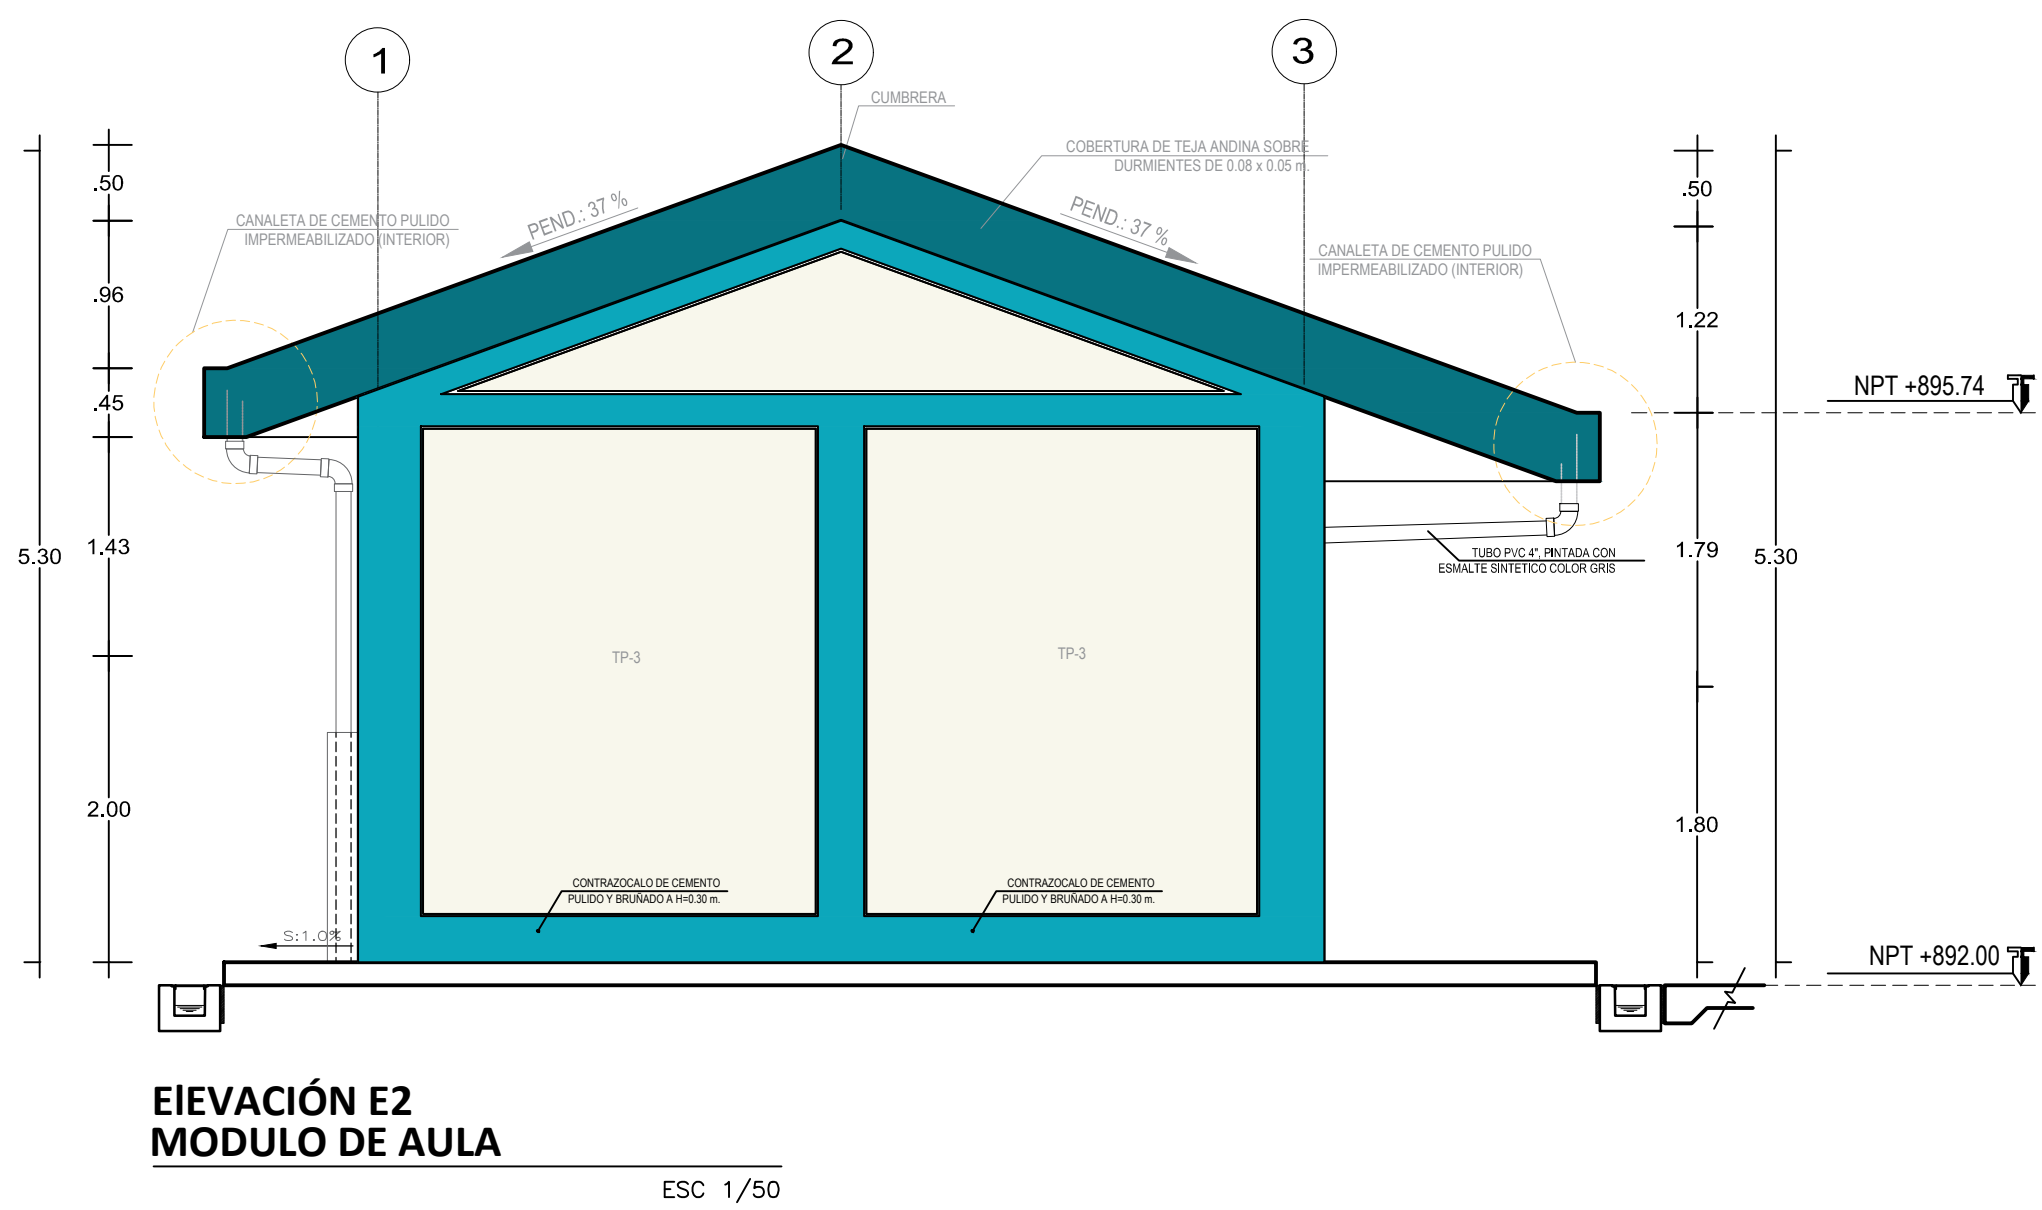 1
2
3
CUMBRERA
COBERTURA DE TEJA ANDINA SOBRE
DURMIENTES DE 0.08 x 0.05 m.
.50
.50
PEND.: 37 %
PEND.: 37 %
CANALETA DE CEMENTO PULIDO
IMPERMEABILIZADO (INTERIOR)
CANALETA DE CEMENTO PULIDO
IMPERMEABILIZADO (INTERIOR)
.96
1.22
NPT +895.74
.45
1.43
5.30
1.79
5.30
TUBO PVC 4", PINTADA CON
ESMALTE SINTETICO COLOR GRIS
TP-3
TP-3
2.00
1.80
CONTRAZOCALO DE CEMENTO
PULIDO Y BRUÑADO A H=0.30 m.
CONTRAZOCALO DE CEMENTO
PULIDO Y BRUÑADO A H=0.30 m.
S:1.0%
NPT +892.00
ElEVACIÓN E2
MODULO DE AULA
ESC 1/50